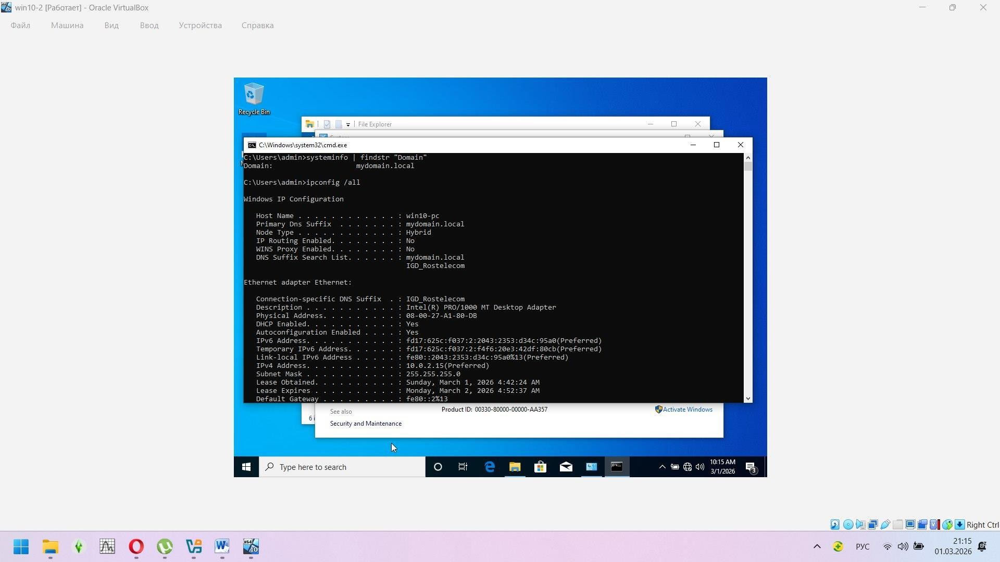 win10-2 [Работает] - Oracle VirtualBox
Файл Машина Вид Ввод Устройства Справка
Recycle Bin
File Explorer
C:\Windows\system32\cmd.exe
C:\Users\admin>systeminfo | findstr "Domain"
Domain: mydomain.local
C:\Users\admin>ipconfig /all
Windows IP Configuration
Host Name . . . . . . . . . . . . : win10-pc
Primary Dns Suffix . . . . . . . : mydomain.local
Node Type . . . . . . . . . . . . : Hybrid
IP Routing Enabled. . . . . . . . : No
WINS Proxy Enabled. . . . . . . . : No
DNS Suffix Search List. . . . . . : mydomain.local
IGD_Rostelecom
Ethernet adapter Ethernet:
Connection-specific DNS Suffix . : IGD_Rostelecom
Description . . . . . . . . . . . : Intel(R) PRO/1000 MT Desktop Adapter
Physical Address. . . . . . . . . : 08-00-27-A1-80-DB
DHCP Enabled. . . . . . . . . . . : Yes
Autoconfiguration Enabled . . . . : Yes
IPv6 Address. . . . . . . . . . . : fd17:625c:f037:2:2043:2353:d34c:95a0(Preferred)
Temporary IPv6 Address. . . . . . : fd17:625c:f037:2:f4f6:20e3:42df:80cb(Preferred)
Link-local IPv6 Address . . . . . : fe80::2043:2353:d34c:95a0%13(Preferred)
IPv4 Address. . . . . . . . . . . : 10.0.2.15(Preferred)
Subnet Mask . . . . . . . . . . . : 255.255.255.0
Lease Obtained. . . . . . . . . . : Sunday, March 1, 2026 4:42:24 AM
Lease Expires . . . . . . . . . . : Monday, March 2, 2026 4:52:37 AM
Default Gateway . . . . . . . . . : fe80::2%13
See also
Product ID: 00330-80000-00000-AA357
Activate Windows
6 i
Security and Maintenance
Type here to search
10:15 AM
3/1/2026
3
Right Ctrl
РУС
21:15
01.03.2026